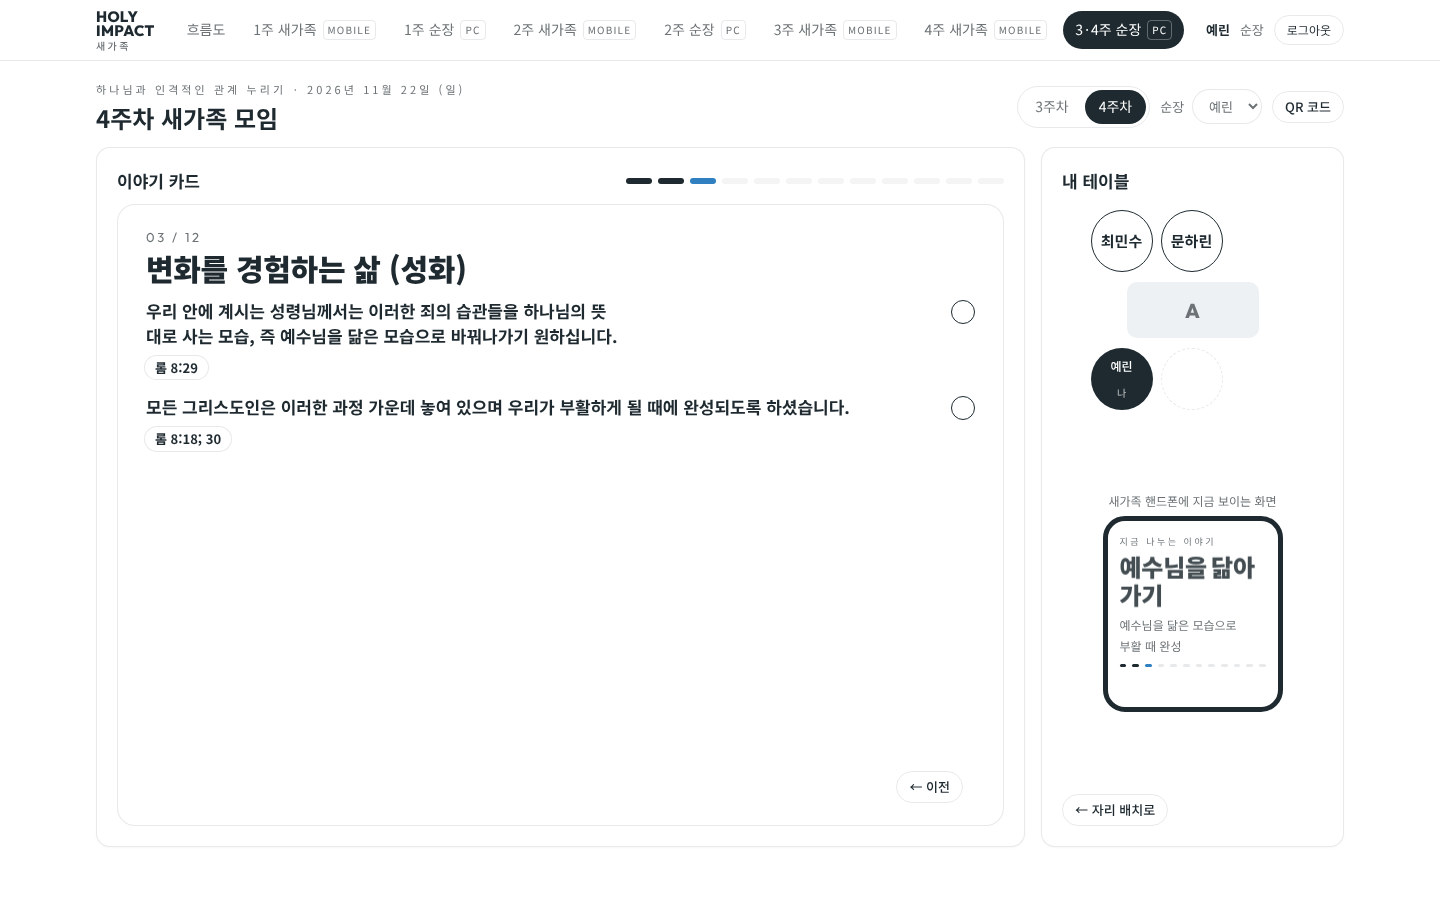 HOLY
IMPACT
새가족
흐름도
1주 새가족 MOBILE
1주 순장 PC
2주 새가족 MOBILE
2주 순장 PC
3주 새가족 MOBILE
4주 새가족 MOBILE
3·4주 순장 PC
예린 순장
로그아웃
하나님과 인격적인 관계 누리기 · 2026년 11월 22일 (일)
4주차 새가족 모임
3주차
4주차
순장
예린
QR 코드
이야기 카드
03 / 12
변화를 경험하는 삶 (성화)
우리 안에 계시는 성령님께서는 이러한 죄의 습관들을 하나님의 뜻
대로 사는 모습, 즉 예수님을 닮은 모습으로 바꿔나가기 원하십니다.
롬 8:29
모든 그리스도인은 이러한 과정 가운데 놓여 있으며 우리가 부활하게 될 때에 완성되도록 하셨습니다.
롬 8:18; 30
← 이전
내 테이블
최민수
문하린
A
예린
나
새가족 핸드폰에 지금 보이는 화면
지금 나누는 이야기
예수님을 닮아
가기
예수님을 닮은 모습으로
부활 때 완성
← 자리 배치로